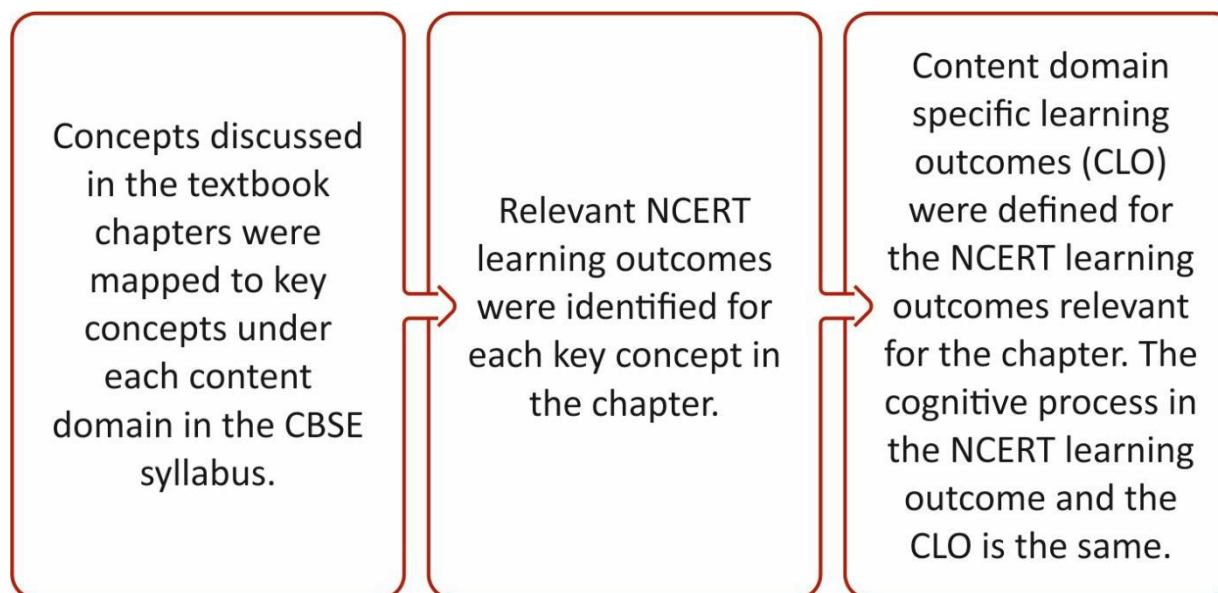 Concepts discussed
in the textbook
chapters were
mapped to key
concepts under
each content
domain in the CBSE
syllabus.
Relevant NCERT
learning outcomes
were identified for
each key concept in
the chapter.
Content domain
specific learning
outcomes (CLO)
were defined for
the NCERT learning
outcomes relevant
for the chapter. The
cognitive process in
the NCERT learning
outcome and the
CLO is the same.